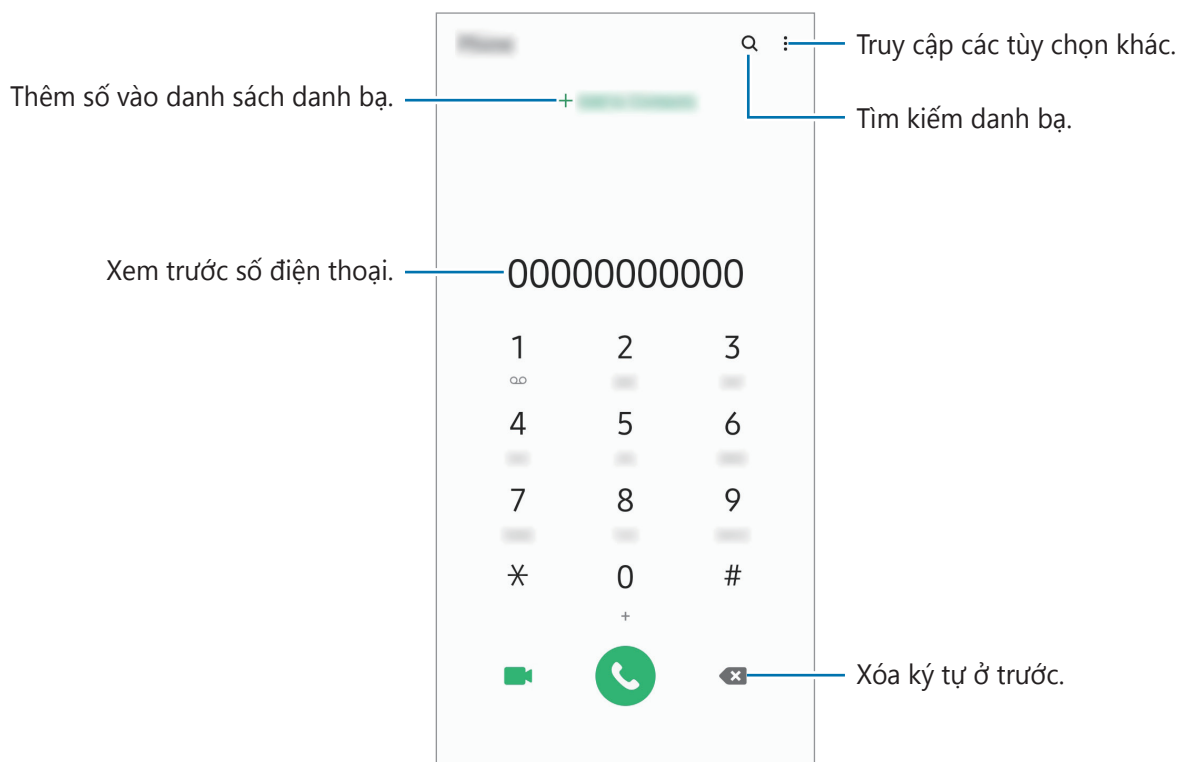 Truy cập các tùy chọn khác.
Thêm số vào danh sách danh bạ.
+
Tìm kiếm danh bạ.
Xem trước số điện thoại.
00000000000
1 2 3
4 5 6
7 8 9
* 0 #
+
Xóa ký tự ở trước.